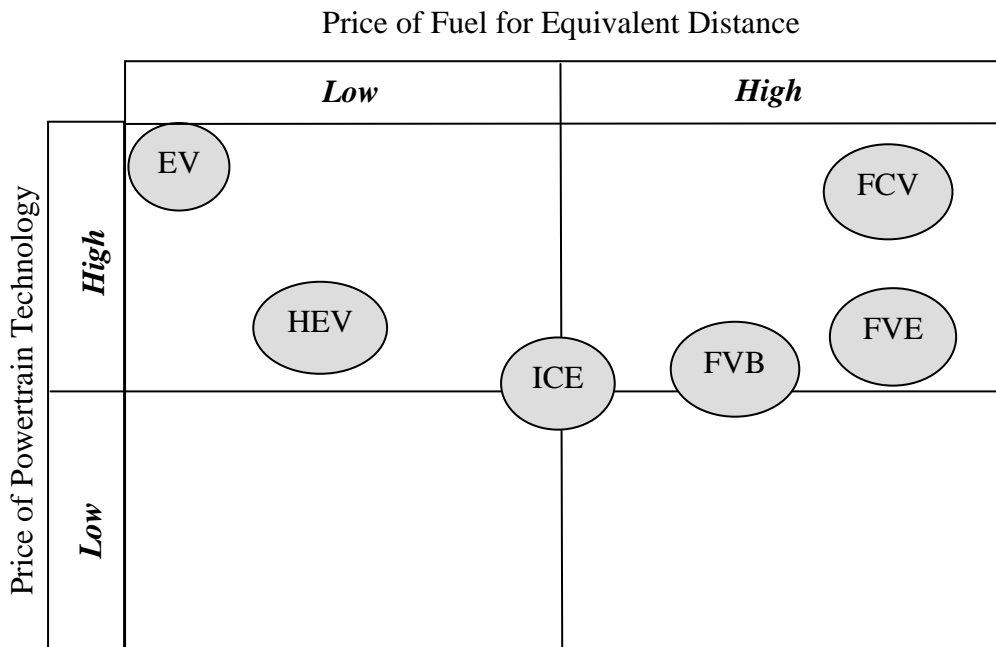 Price of Fuel for Equivalent Distance
Low
High
Price of Powertrain Technology
High
Low
EV
FCV
HEV
FVE
ICE
FVB